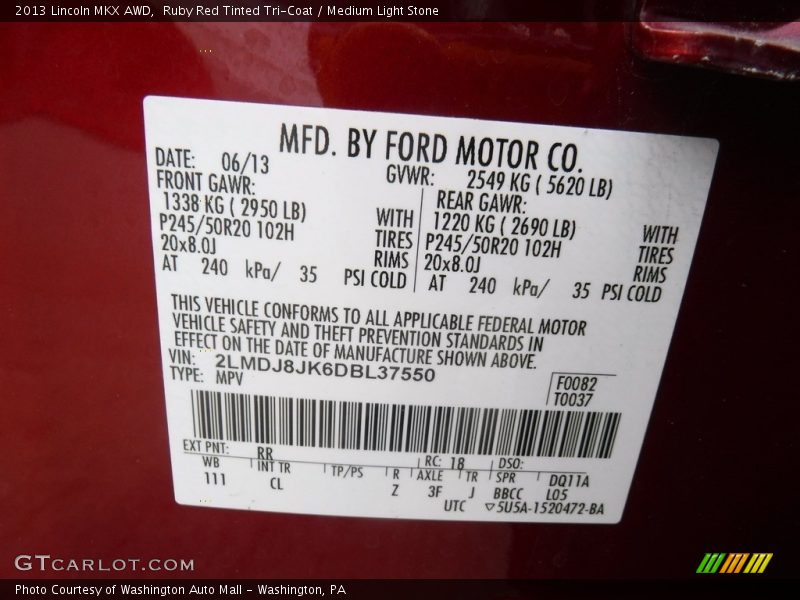 2013 Lincoln MKX AWD,  Ruby Red Tinted Tri-Coat / Medium Light Stone
MFD. BY FORD MOTOR CO.
DATE: 06/13
GVWR: 2549 KG ( 5620 LB)
FRONT GAWR:
1338 KG ( 2950 LB) WITH
P245/50R20 102H TIRES
20x8.0J RIMS
AT 240 kPa/ 35 PSI COLD
REAR GAWR:
1220 KG ( 2690 LB) WITH
P245/50R20 102H TIRES
20x8.0J RIMS
AT 240 kPa/ 35 PSI COLD
THIS VEHICLE CONFORMS TO ALL APPLICABLE FEDERAL MOTOR
VEHICLE SAFETY AND THEFT PREVENTION STANDARDS IN
EFFECT ON THE DATE OF MANUFACTURE SHOWN ABOVE.
VIN: 2LMDJ8JK6DBL37550
TYPE: MPV
F0082
T0037
EXT PNT: RR RC: 18 DSO:
WB INT TR TP/PS R AXLE TR SPR DQ11A
111 CL Z 3F J BBCC L05
UTC ▽5U5A-1520472-BA
GTCARLOT.COM
Photo Courtesy of Washington Auto Mall - Washington, PA